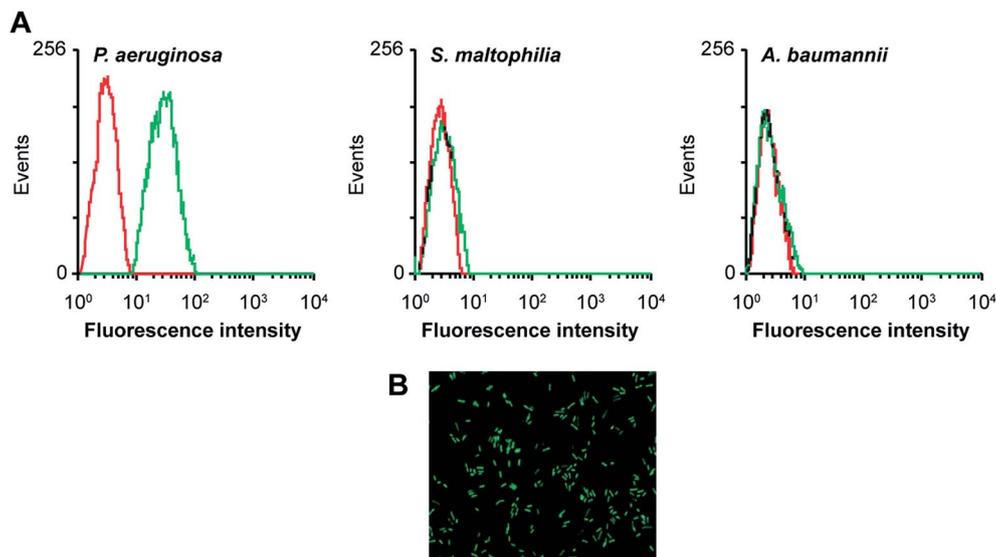 A
256 P. aeruginosa
Events
0
10⁰ 10¹ 10² 10³ 10⁴
Fluorescence intensity
256 S. maltophilia
Events
0
10⁰ 10¹ 10² 10³ 10⁴
Fluorescence intensity
256 A. baumannii
Events
0
10⁰ 10¹ 10² 10³ 10⁴
Fluorescence intensity
B